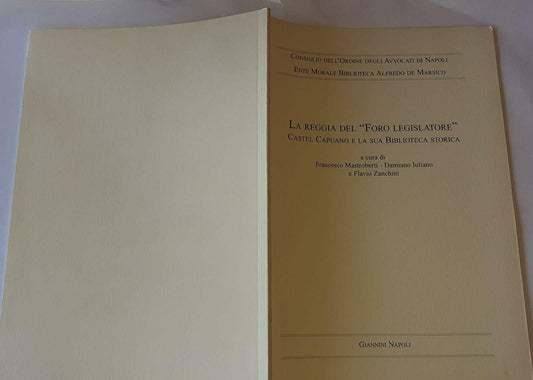 Consiglio dell'Ordine degli Avvocati di Napoli
Ente Morale Biblioteca Alfredo de Marsico
La reggia del “Foro legislatore”
Castel Capuano e la sua Biblioteca storica
a cura di
Francesco Mastroberti - Damiano Iuliano
e Flavio Zanchini
Giannini Napoli